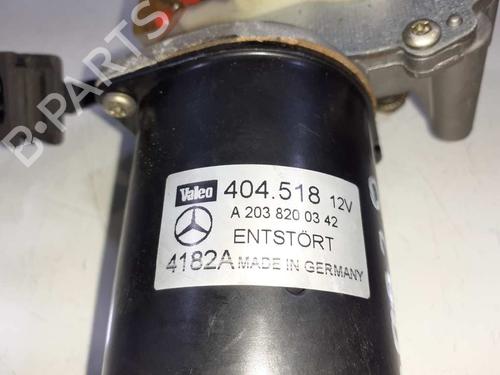 B-PARTS
Valeo 404.518 12V
A 203 820 03 42
ENTSTÖRT
4182A MADE IN GERMANY